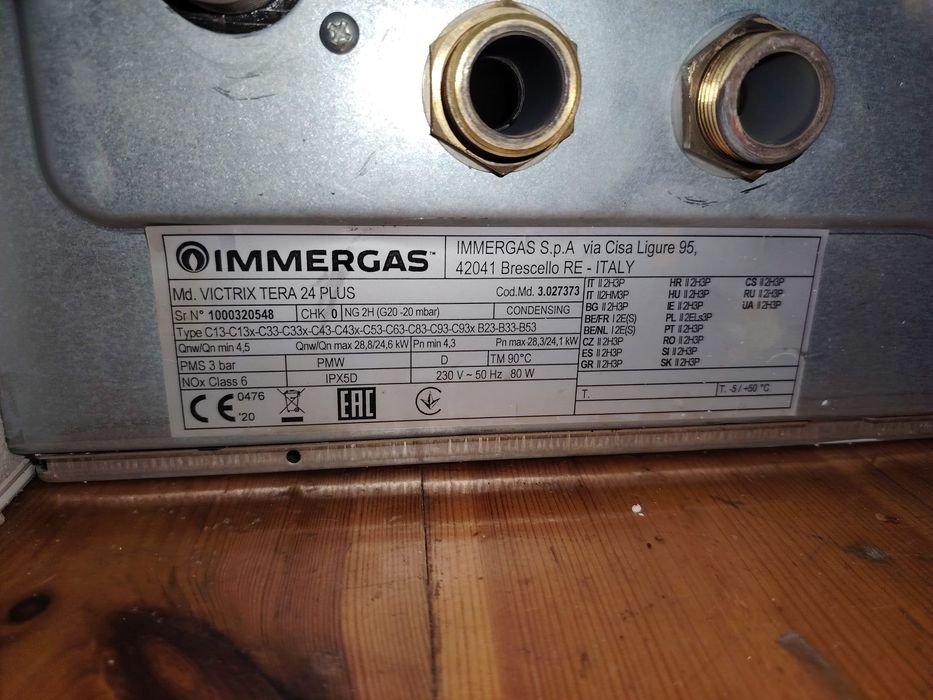 IMMERGAS™
IMMERGAS S.p.A via Cisa Ligure 95,
42041 Brescello RE - ITALY
Md. VICTRIX TERA 24 PLUS Cod.Md. 3.027373
Sr N° 1000320548 CHK 0 NG 2H (G20 -20 mbar) CONDENSING
Type C13-C13x-C33-C33x-C43-C43x-C53-C63-C83-C93-C93x B23-B33-B53
Qnw/Qn min 4,5 Qnw/Qn max 28,8/24,6 kW Pn min 4,3 Pn max 28,3/24,1 kW
PMS 3 bar PMW D TM 90°C
NOx Class 6 IPX5D 230 V ~ 50 Hz 80 W
CE 0476 '20 EAC
IT II2H3P HR II2H3P CS II2H3P
IT II2HM3P HU II2H3P RU II2H3P
BG II2H3P IE II2H3P UA II2H3P
BE/FR I2E(S) PL II2ELs3P
BE/NL I2E(S) PT II2H3P
CZ II2H3P RO II2H3P
ES II2H3P SI II2H3P
GR II2H3P SK II2H3P
T. T. -5 / +50 °C